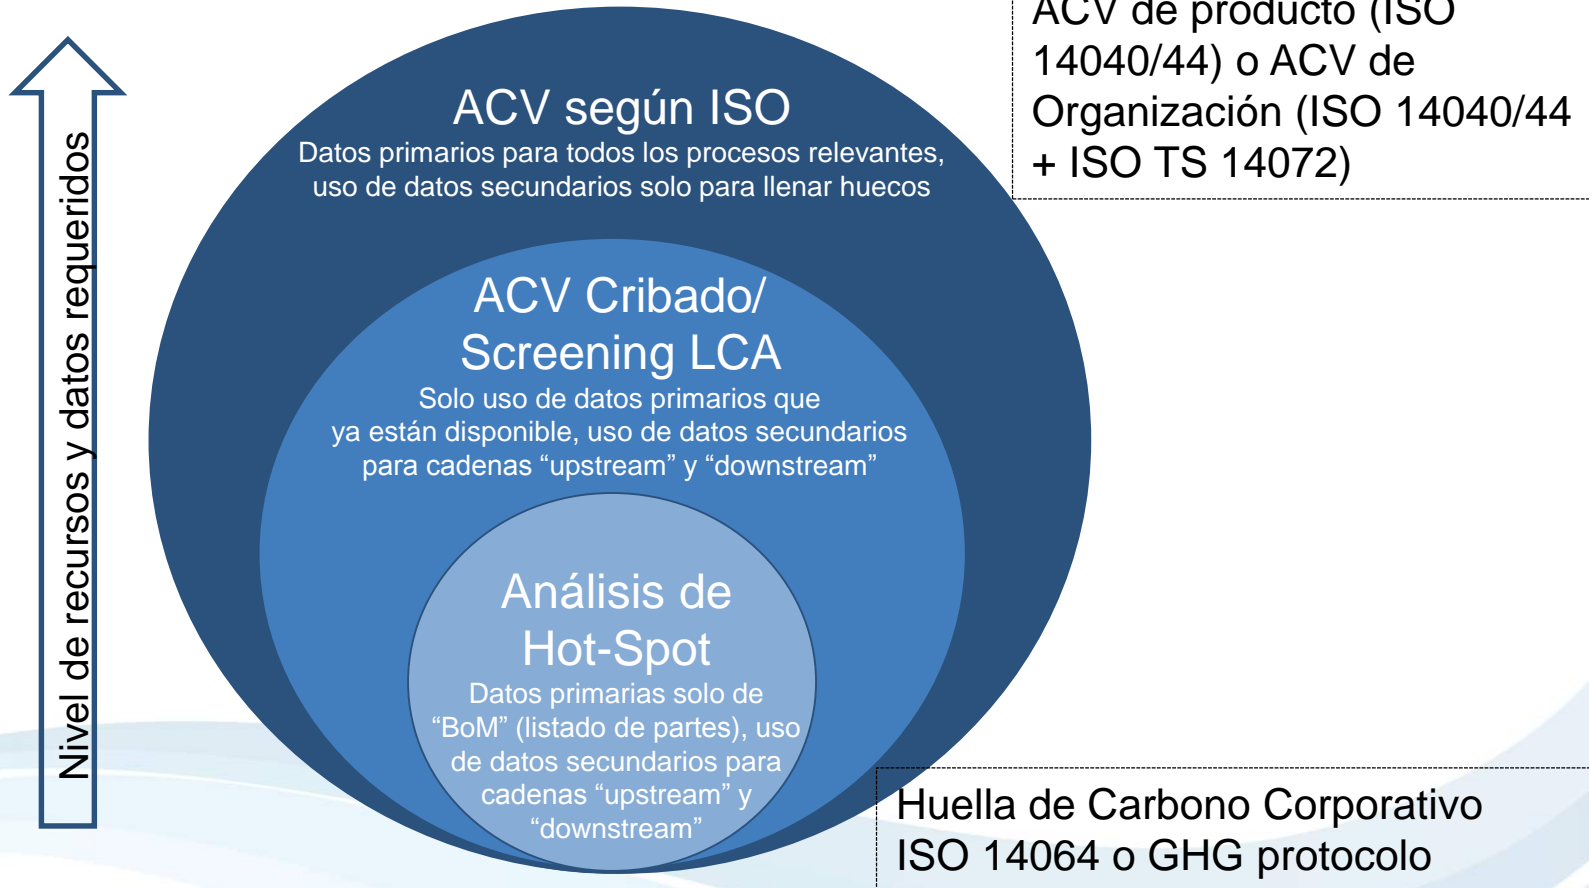 Nivel de recursos y datos requeridos
ACV según ISO
Datos primarios para todos los procesos relevantes,
uso de datos secundarios solo para llenar huecos
ACV Cribado/
Screening LCA
Solo uso de datos primarios que
ya están disponible, uso de datos secundarios
para cadenas “upstream” y “downstream”
Análisis de
Hot-Spot
Datos primarias solo de
“BoM” (listado de partes), uso
de datos secundarios para
cadenas “upstream” y
“downstream”
ACV de producto (ISO
14040/44) o ACV de
Organización (ISO 14040/44
+ ISO TS 14072)
Huella de Carbono Corporativo
ISO 14064 o GHG protocolo